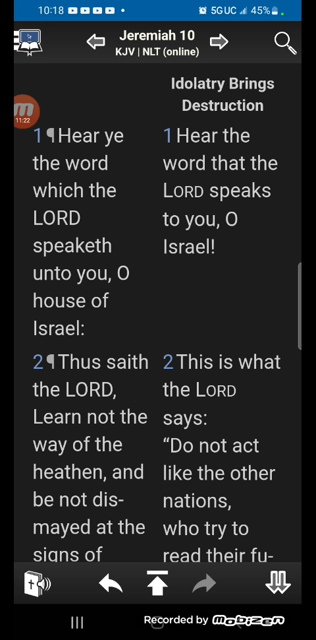 10:18
5GUC 45%
Jeremiah 10
KJV | NLT (online)
11:22
1¶Hear ye
the word
which the
LORD
speaketh
unto you, O
house of
Israel:
2¶Thus saith
the LORD,
Learn not the
way of the
heathen, and
be not dis-
mayed at the
signs of
Idolatry Brings
Destruction
1 Hear the
word that the
LORD speaks
to you, O
Israel!
2 This is what
the LORD
says:
“Do not act
like the other
nations,
who try to
read their fu-
Recorded by mobizen